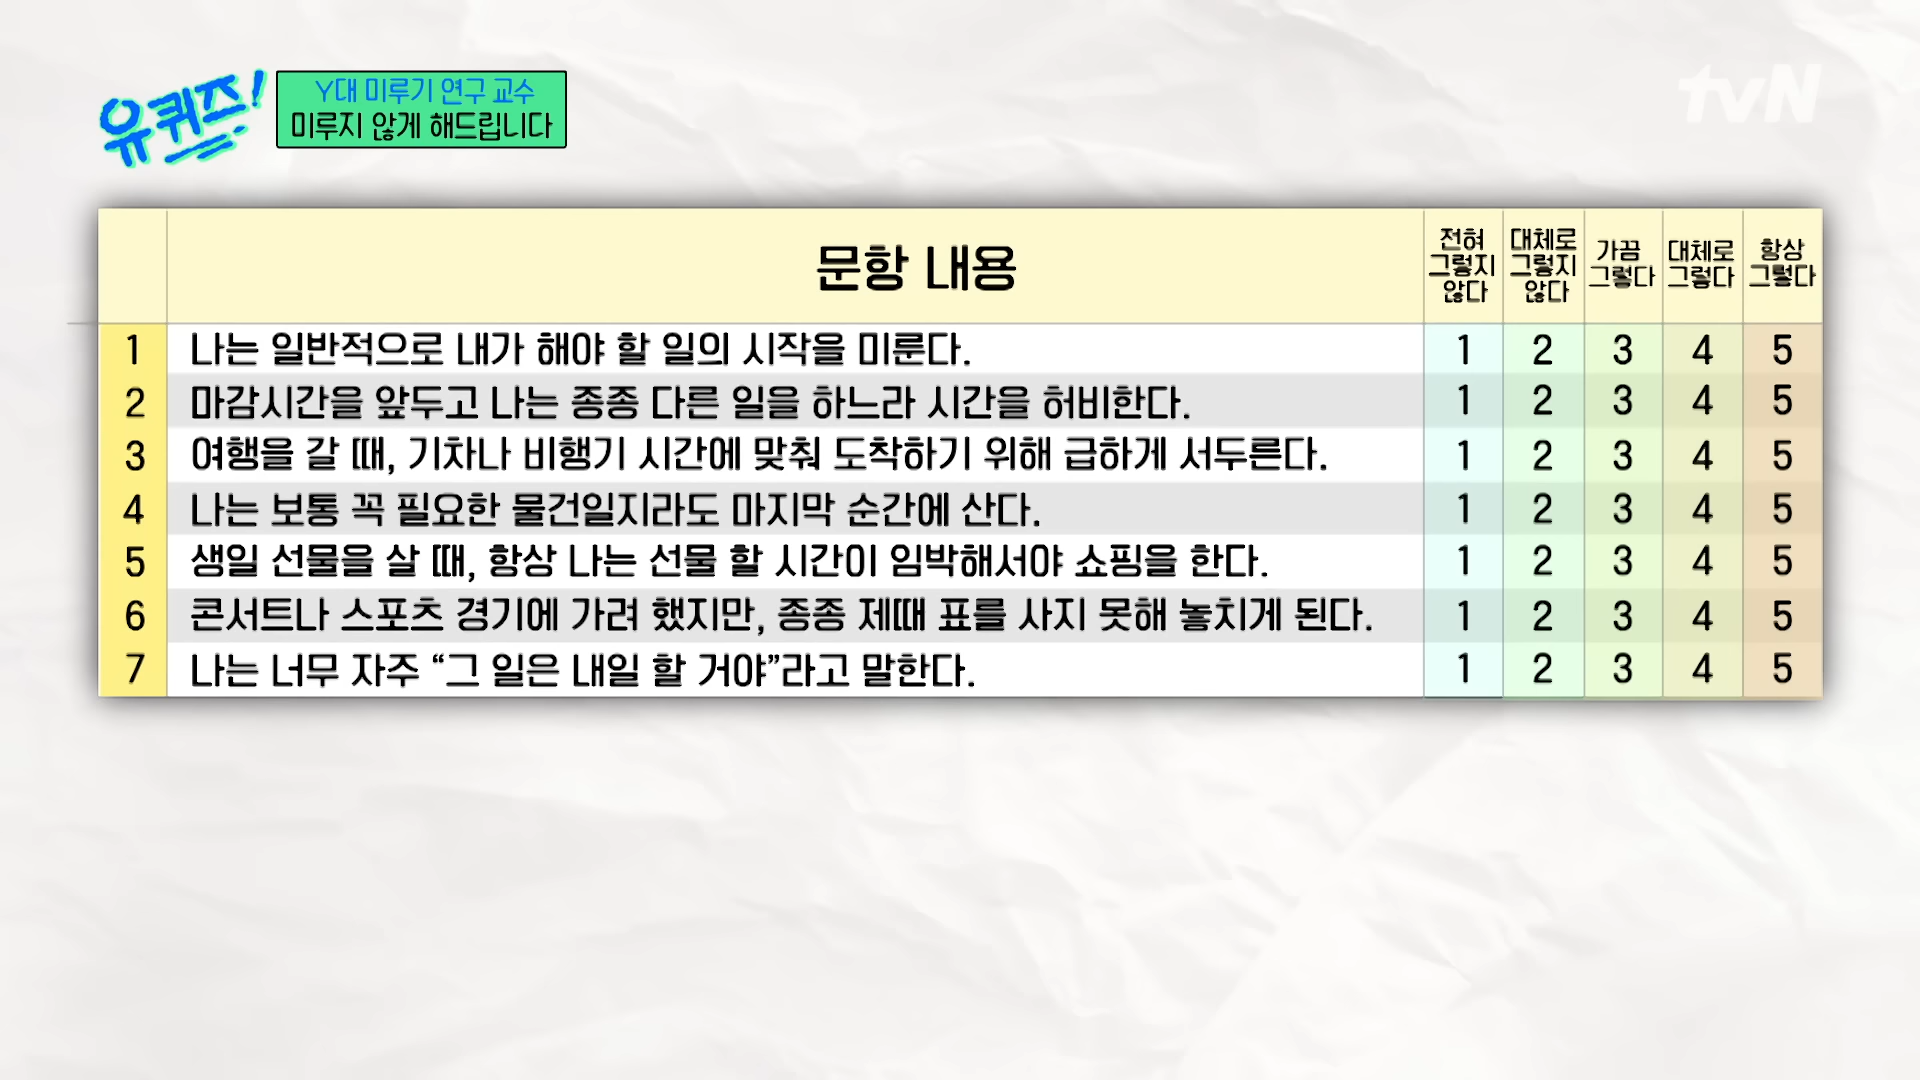 유퀴즈!
Y대 미루기 연구 교수
미루지 않게 해드립니다
tvN
문항 내용
전혀 그렇지 않다
대체로 그렇지 않다
가끔 그렇다
대체로 그렇다
항상 그렇다
1 나는 일반적으로 내가 해야 할 일의 시작을 미룬다. 1 2 3 4 5
2 마감시간을 앞두고 나는 종종 다른 일을 하느라 시간을 허비한다. 1 2 3 4 5
3 여행을 갈 때, 기차나 비행기 시간에 맞춰 도착하기 위해 급하게 서두른다. 1 2 3 4 5
4 나는 보통 꼭 필요한 물건일지라도 마지막 순간에 산다. 1 2 3 4 5
5 생일 선물을 살 때, 항상 나는 선물 할 시간이 임박해서야 쇼핑을 한다. 1 2 3 4 5
6 콘서트나 스포츠 경기에 가려 했지만, 종종 제때 표를 사지 못해 놓치게 된다. 1 2 3 4 5
7 나는 너무 자주 “그 일은 내일 할 거야”라고 말한다. 1 2 3 4 5